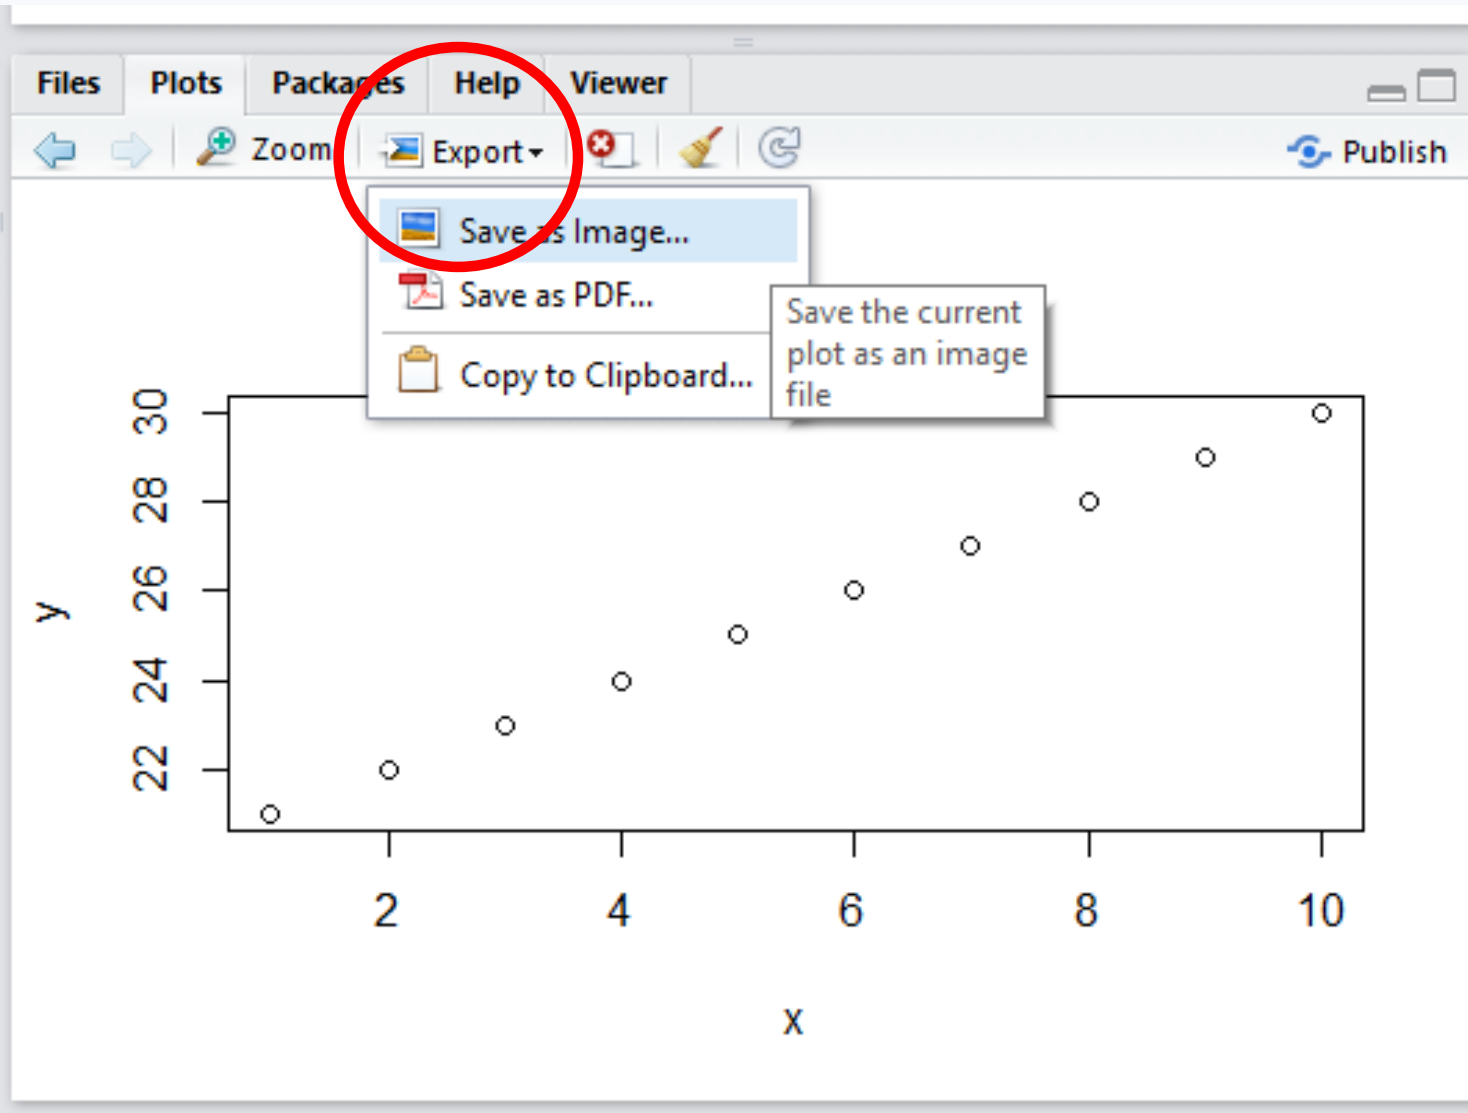 Files Plots Packages Help Viewer
Zoom Export Publish
Save as Image...
Save as PDF...
Copy to Clipboard...
Save the current
plot as an image
file
30
28
26
24
22
y
2 4 6 8 10
x